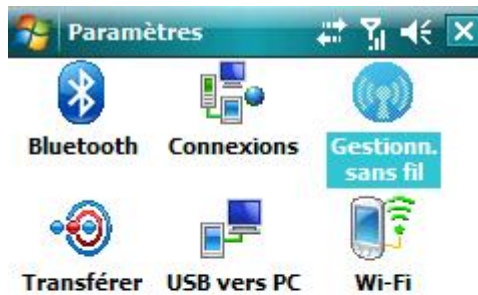 Paramètres
Bluetooth Connexions Gestionn. sans fil
Transférer USB vers PC Wi-Fi